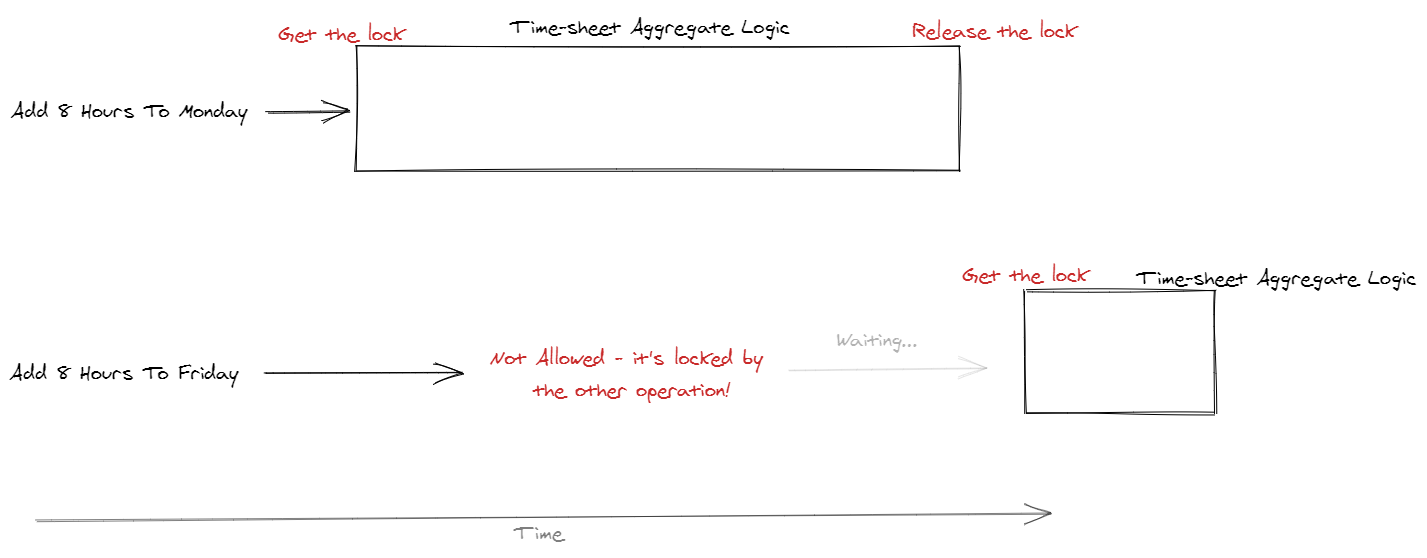 Get the lock
Time-sheet Aggregate Logic
Release the lock
Add 8 Hours To Monday
Get the lock
Time-sheet Aggregate Logic
Waiting...
Add 8 Hours To Friday
Not Allowed - it's locked by
the other operation!
Time